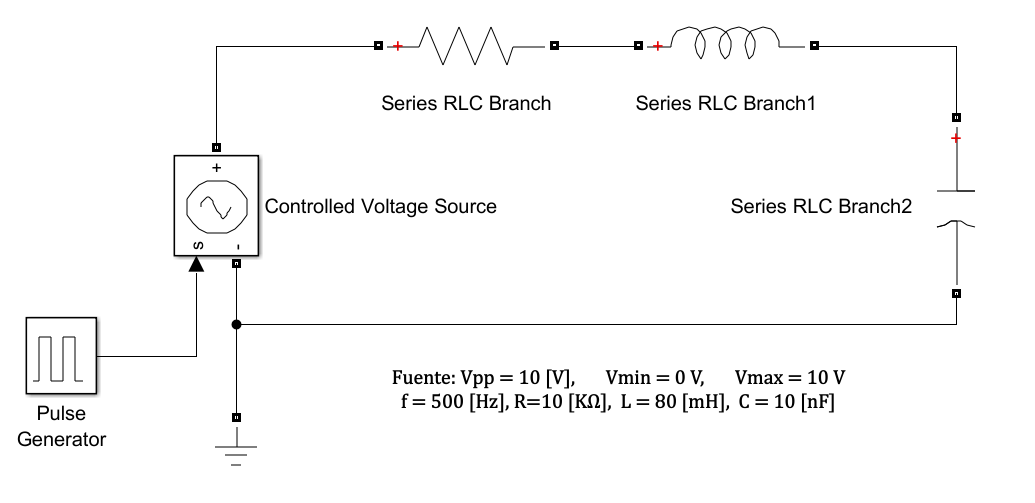 Series RLC Branch
Series RLC Branch1
+
Controlled Voltage Source
s
-
Series RLC Branch2
Pulse
Generator
Fuente: Vpp = 10 [V], Vmin = 0 V, Vmax = 10 V
f = 500 [Hz], R=10 [KΩ], L = 80 [mH], C = 10 [nF]